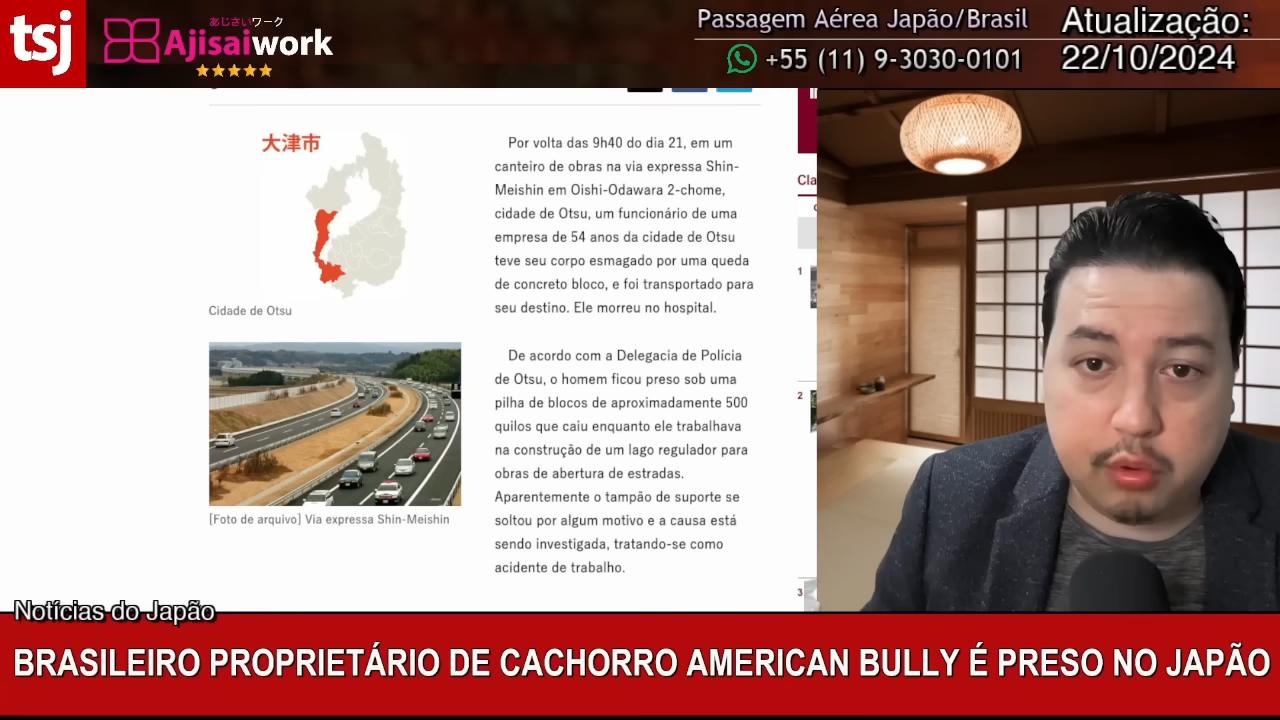 tsj
あじさいワーク
Ajisaiwork
Passagem Aérea Japão/Brasil
+55 (11) 9-3030-0101
Atualização:
22/10/2024
大津市
Cidade de Otsu
[Foto de arquivo] Via expressa Shin-Meishin
Por volta das 9h40 do dia 21, em um
canteiro de obras na via expressa Shin-
Meishin em Oishi-Odawara 2-chome,
cidade de Otsu, um funcionário de uma
empresa de 54 anos da cidade de Otsu
teve seu corpo esmagado por uma queda
de concreto bloco, e foi transportado para
seu destino. Ele morreu no hospital.
De acordo com a Delegacia de Polícia
de Otsu, o homem ficou preso sob uma
pilha de blocos de aproximadamente 500
quilos que caiu enquanto ele trabalhava
na construção de um lago regulador para
obras de abertura de estradas.
Aparentemente o tampão de suporte se
soltou por algum motivo e a causa está
sendo investigada, tratando-se como
acidente de trabalho.
Cla
1
2
3
Notícias do Japão
BRASILEIRO PROPRIETÁRIO DE CACHORRO AMERICAN BULLY É PRESO NO JAPÃO